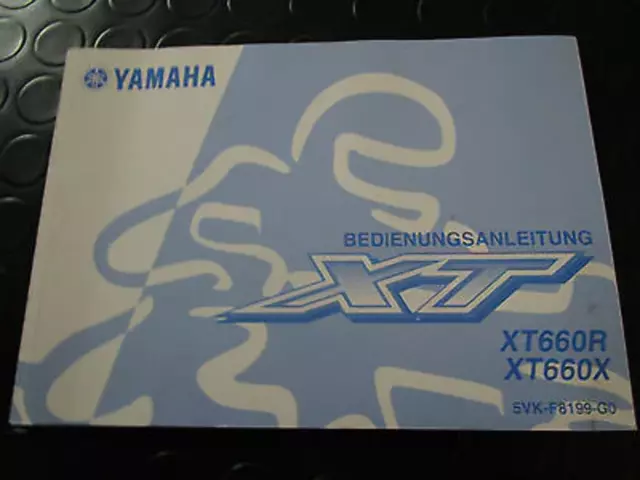 YAMAHA
BEDIENUNGSANLEITUNG
XT
XT660R
XT660X
5VK-F8199-G0